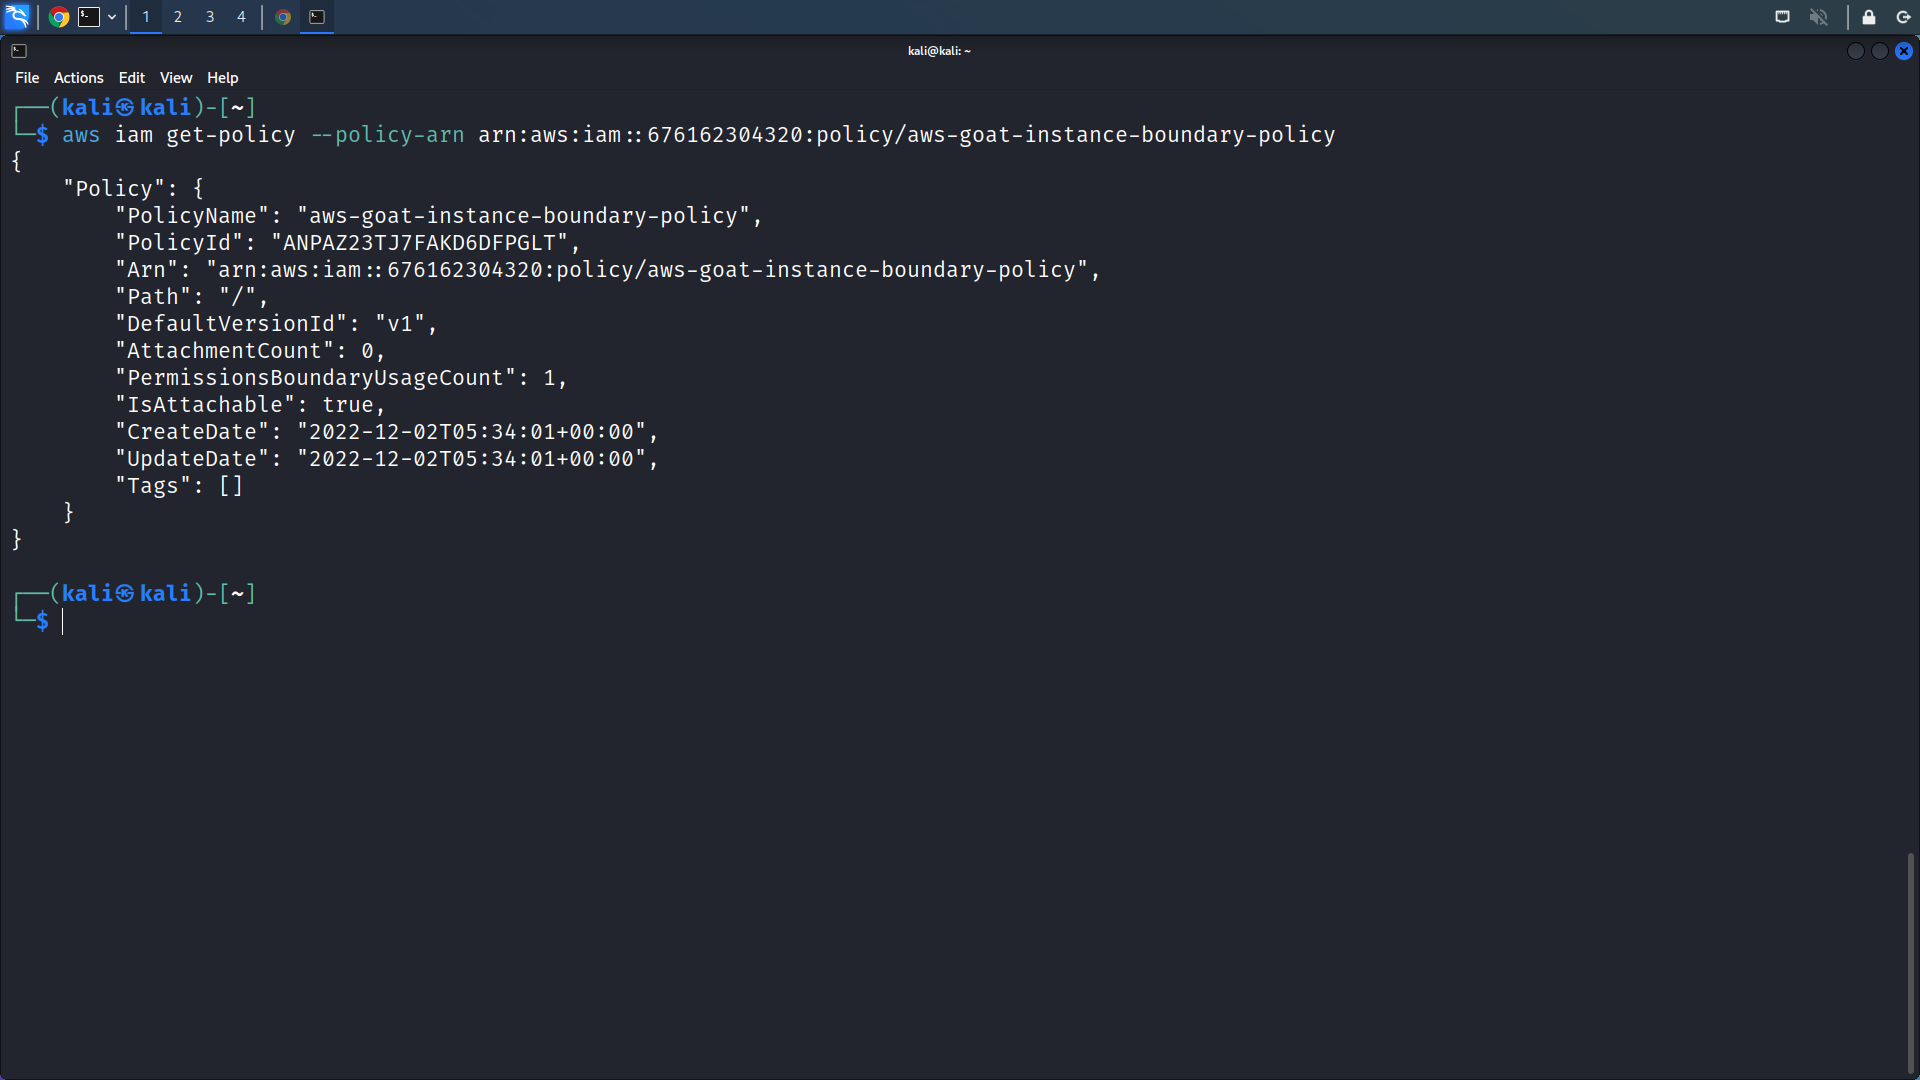 1 2 3 4
kali@kali: ~
File Actions Edit View Help
┌──(kali㉿kali)-[~]
└─$ aws iam get-policy --policy-arn arn:aws:iam::676162304320:policy/aws-goat-instance-boundary-policy
{
    "Policy": {
        "PolicyName": "aws-goat-instance-boundary-policy",
        "PolicyId": "ANPAZ23TJ7FAKD6DFPGLT",
        "Arn": "arn:aws:iam::676162304320:policy/aws-goat-instance-boundary-policy",
        "Path": "/",
        "DefaultVersionId": "v1",
        "AttachmentCount": 0,
        "PermissionsBoundaryUsageCount": 1,
        "IsAttachable": true,
        "CreateDate": "2022-12-02T05:34:01+00:00",
        "UpdateDate": "2022-12-02T05:34:01+00:00",
        "Tags": []
    }
}
┌──(kali㉿kali)-[~]
└─$